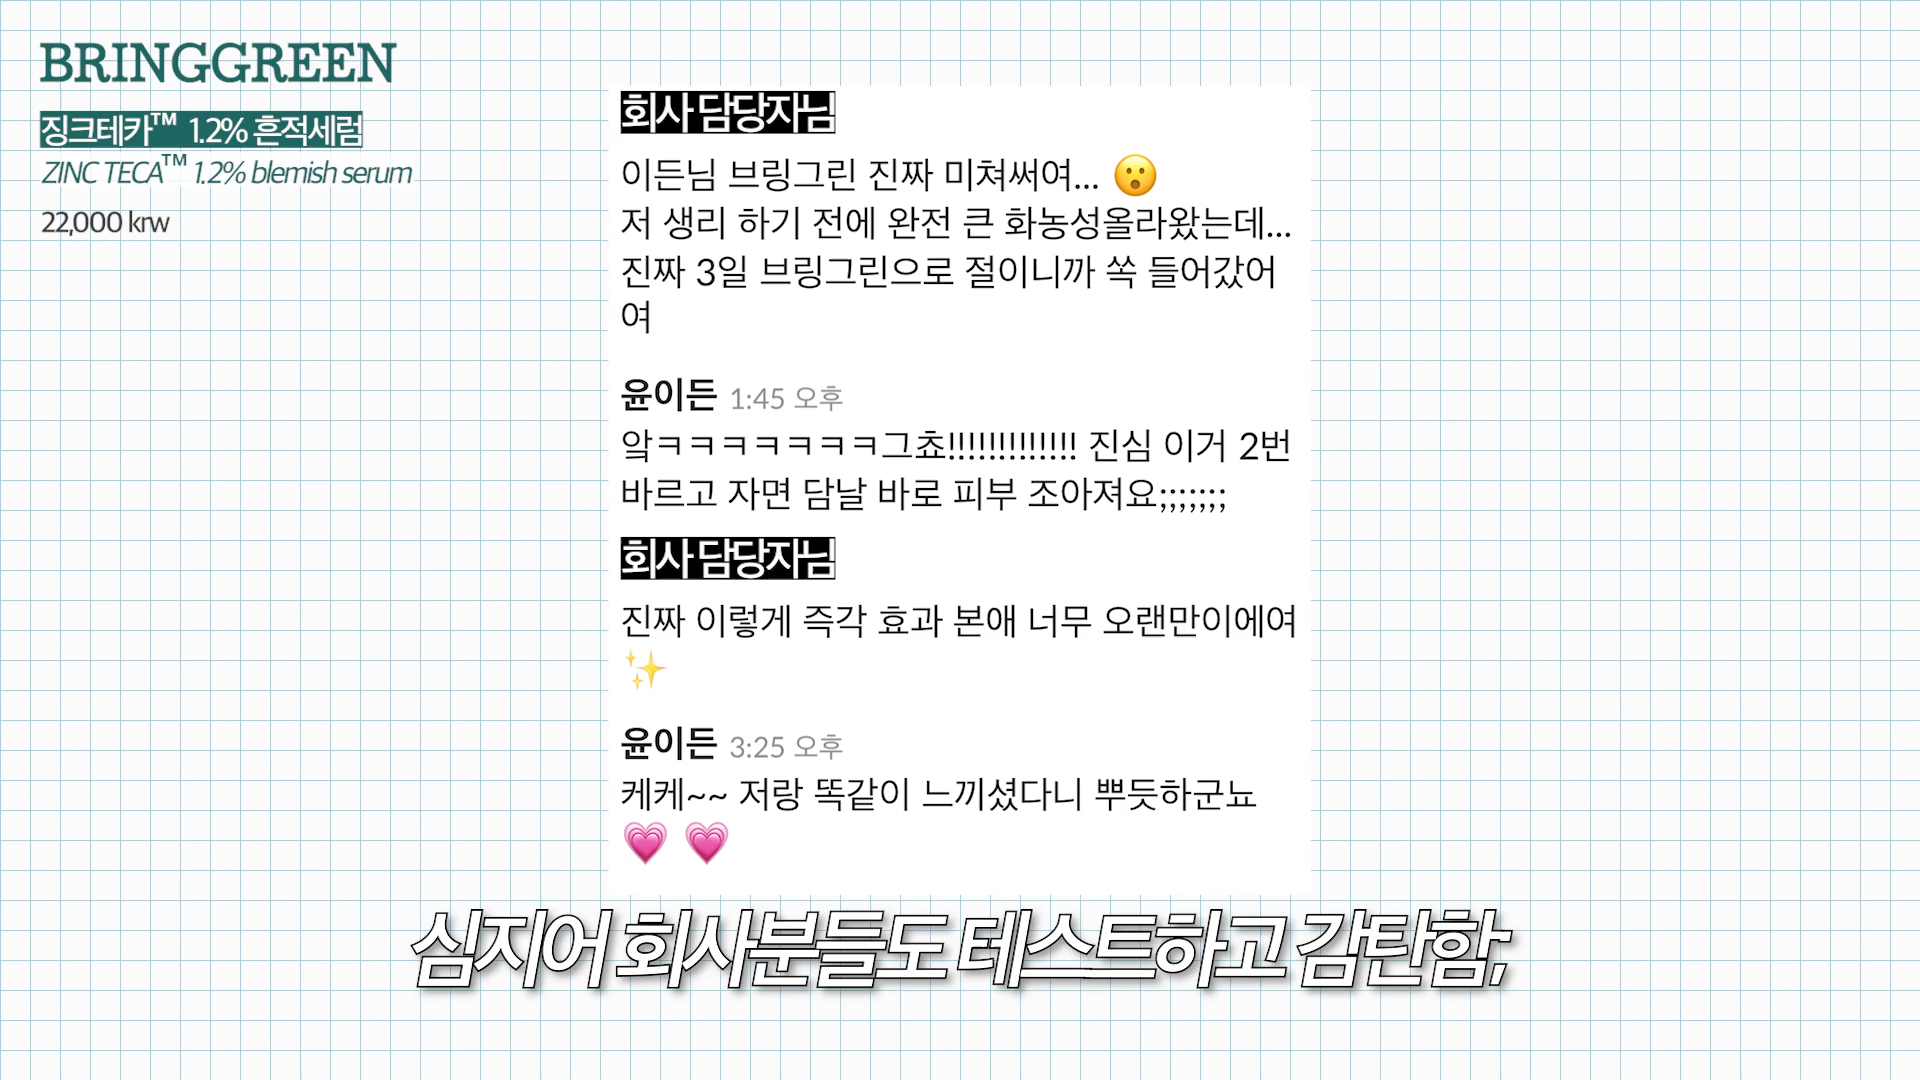 BRINGGREEN
징크테카™ 1.2% 흔적세럼
ZINC TECA™ 1.2% blemish serum
22,000 krw
회사 담당자님
이든님 브링그린 진짜 미쳐써여... 😮
저 생리 하기 전에 완전 큰 화농성올라왔는데...
진짜 3일 브링그린으로 절이니까 쏙 들어갔어
여
윤이든 1:45 오후
앜ㅋㅋㅋㅋㅋㅋㅋ그쵸!!!!!!!!!!!!! 진심 이거 2번
바르고 자면 담날 바로 피부 조아져요;;;;;;;
회사 담당자님
진짜 이렇게 즉각 효과 본애 너무 오랜만이에여
✨
윤이든 3:25 오후
케케~~ 저랑 똑같이 느끼셨다니 뿌듯하군뇨
💗 💗
심지어 회사분들도 테스트하고 감탄함;